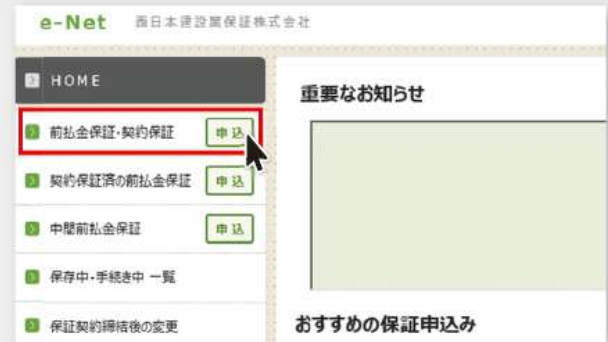 e-Net 西日本建設業保証株式会社
HOME
重要なお知らせ
前払金保証・契約保証 申込
契約保証済の前払金保証 申込
中間前払金保証 申込
保存中・手続き中 一覧
保証契約締結後の変更
おすすめの保証申込み